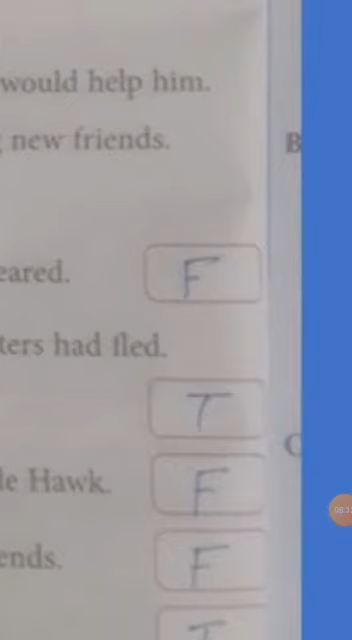 would help him.
new friends.
B
eared. F
ters had fled.
T
C
le Hawk. F
ends. F
T